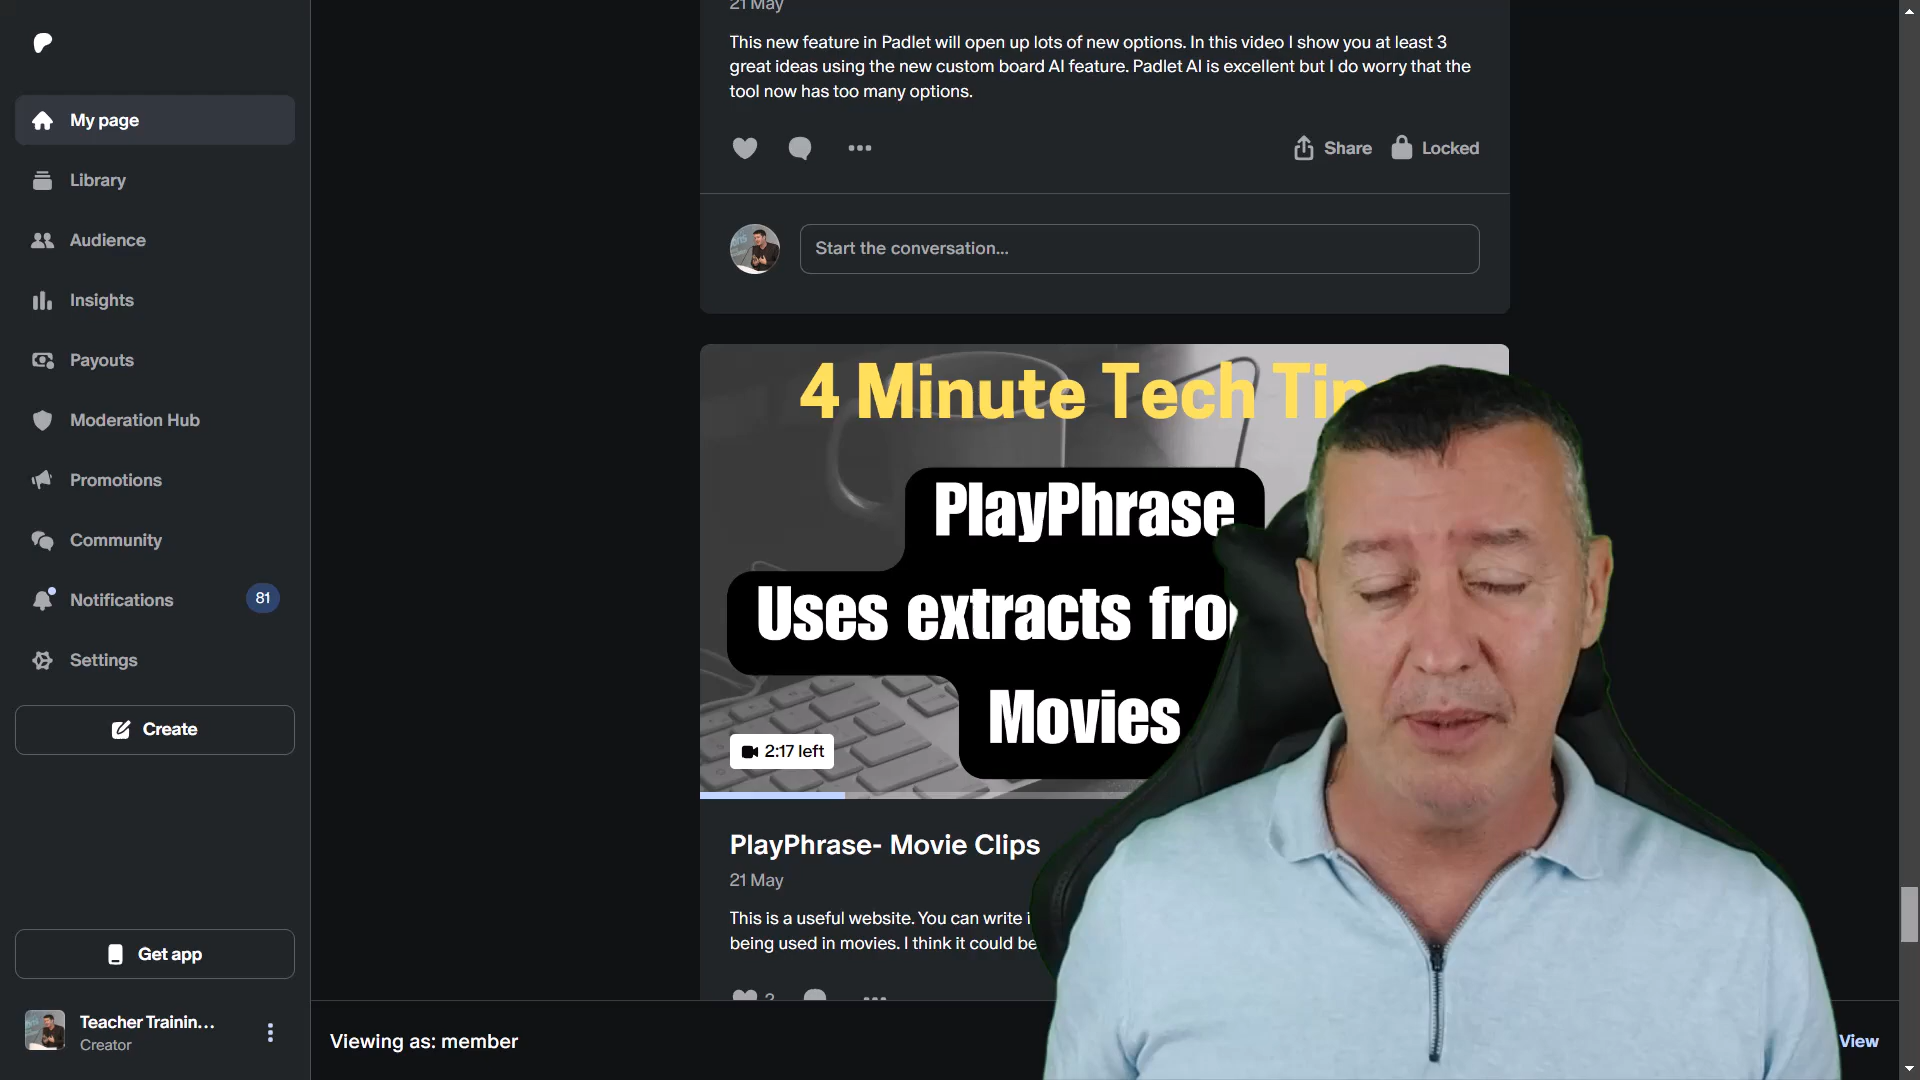 My page
Library
Audience
Insights
Payouts
Moderation Hub
Promotions
Community
Notifications
81
Settings
Create
Get app
Teacher Trainin...
Creator
21 May
This new feature in Padlet will open up lots of new options. In this video I show you at least 3
great ideas using the new custom board AI feature. Padlet AI is excellent but I do worry that the
tool now has too many options.
Share
Locked
Start the conversation...
4 Minute Tech
PlayPhrase
Uses extracts
Movies
2:17 left
PlayPhrase- Movie Clips
21 May
This is a useful website. You can write
being used in movies. I think it could be
2
Viewing as: member
View